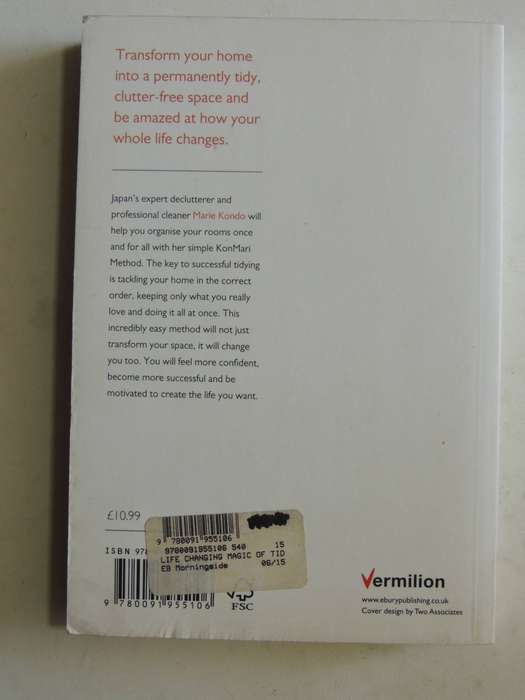 Transform your home
into a permanently tidy,
clutter-free space and
be amazed at how your
whole life changes.
Japan's expert declutterer and
professional cleaner Marie Kondo will
help you organise your rooms once
and for all with her simple KonMari
Method. The key to successful tidying
is tackling your home in the correct
order, keeping only what you really
love and doing it all at once. This
incredibly easy method will not just
transform your space, it will change
you too. You will feel more confident,
become more successful and be
motivated to create the life you want.
£10.99
9 780091 955106
9780091955106 540 15
LIFE CHANGING MAGIC OF TID
EB Morningside 06/15
ISBN 978
9 780091 955106
FSC
Vermilion
www.eburypublishing.co.uk
Cover design by Two Associates